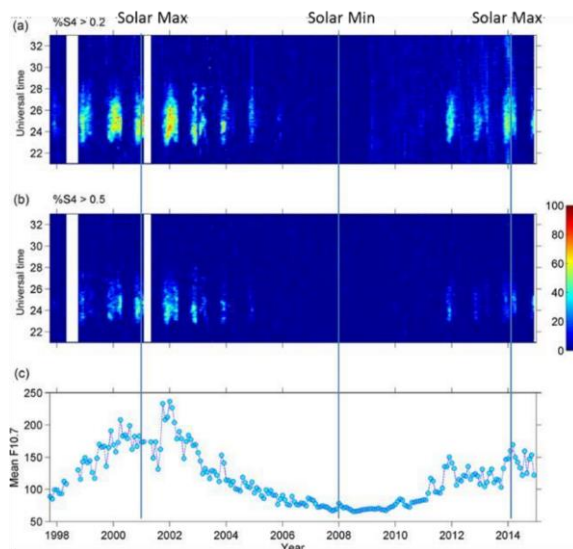 Solar Max Solar Min Solar Max
(a) %S4 > 0.2
32
30
28
26
24
22
Universal time
(b) %S4 > 0.5
32
30
28
26
24
22
Universal time
100
80
60
40
20
0
(c)
250
200
150
100
50
Mean F10.7
1998 2000 2002 2004 2006 2008 2010 2012 2014
Year